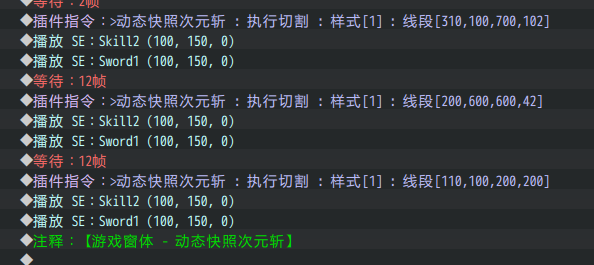 ◆等待：2帧
◆插件指令：>动态快照次元斩 : 执行切割 : 样式[1] : 线段[310,100,700,102]
◆播放 SE：Skill2 (100, 150, 0)
◆播放 SE：Sword1 (100, 150, 0)
◆等待：12帧
◆插件指令：>动态快照次元斩 : 执行切割 : 样式[1] : 线段[200,600,600,42]
◆播放 SE：Skill2 (100, 150, 0)
◆播放 SE：Sword1 (100, 150, 0)
◆等待：12帧
◆插件指令：>动态快照次元斩 : 执行切割 : 样式[1] : 线段[110,100,200,200]
◆播放 SE：Skill2 (100, 150, 0)
◆播放 SE：Sword1 (100, 150, 0)
◆注释：【游戏窗体 - 动态快照次元斩】
◆